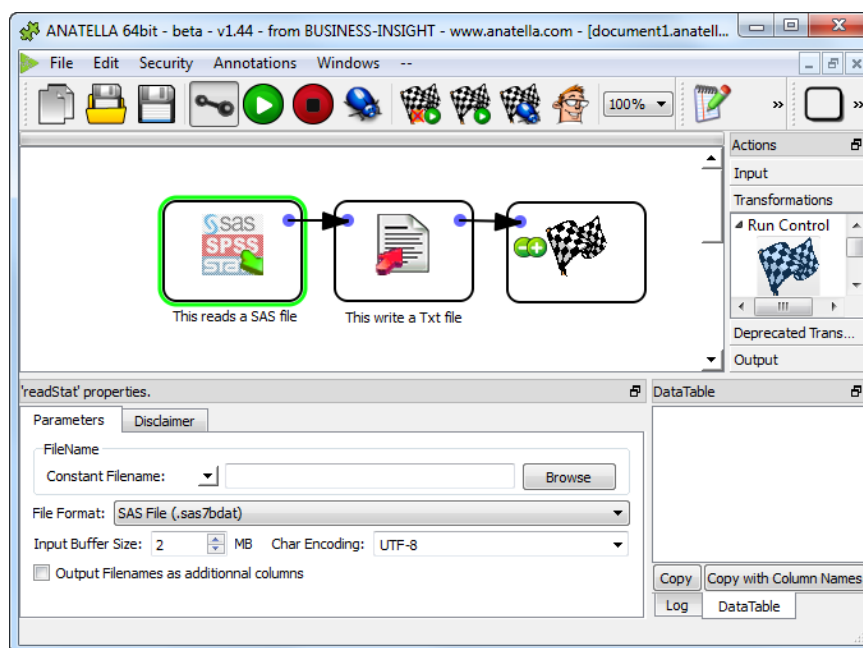 ANATELLA 64bit - beta - v1.44 - from BUSINESS-INSIGHT - www.anatella.com - [document1.anatell...
File Edit Security Annotations Windows --
100%
»
»
Actions
Input
Transformations
Run Control
Deprecated Trans...
Output
sas
SPSS
This reads a SAS file
This write a Txt file
'readStat' properties.
Parameters Disclaimer
FileName
Constant Filename: Browse
File Format: SAS File (.sas7bdat)
Input Buffer Size: 2 MB Char Encoding: UTF-8
Output Filenames as additionnal columns
DataTable
Copy Copy with Column Names
Log DataTable